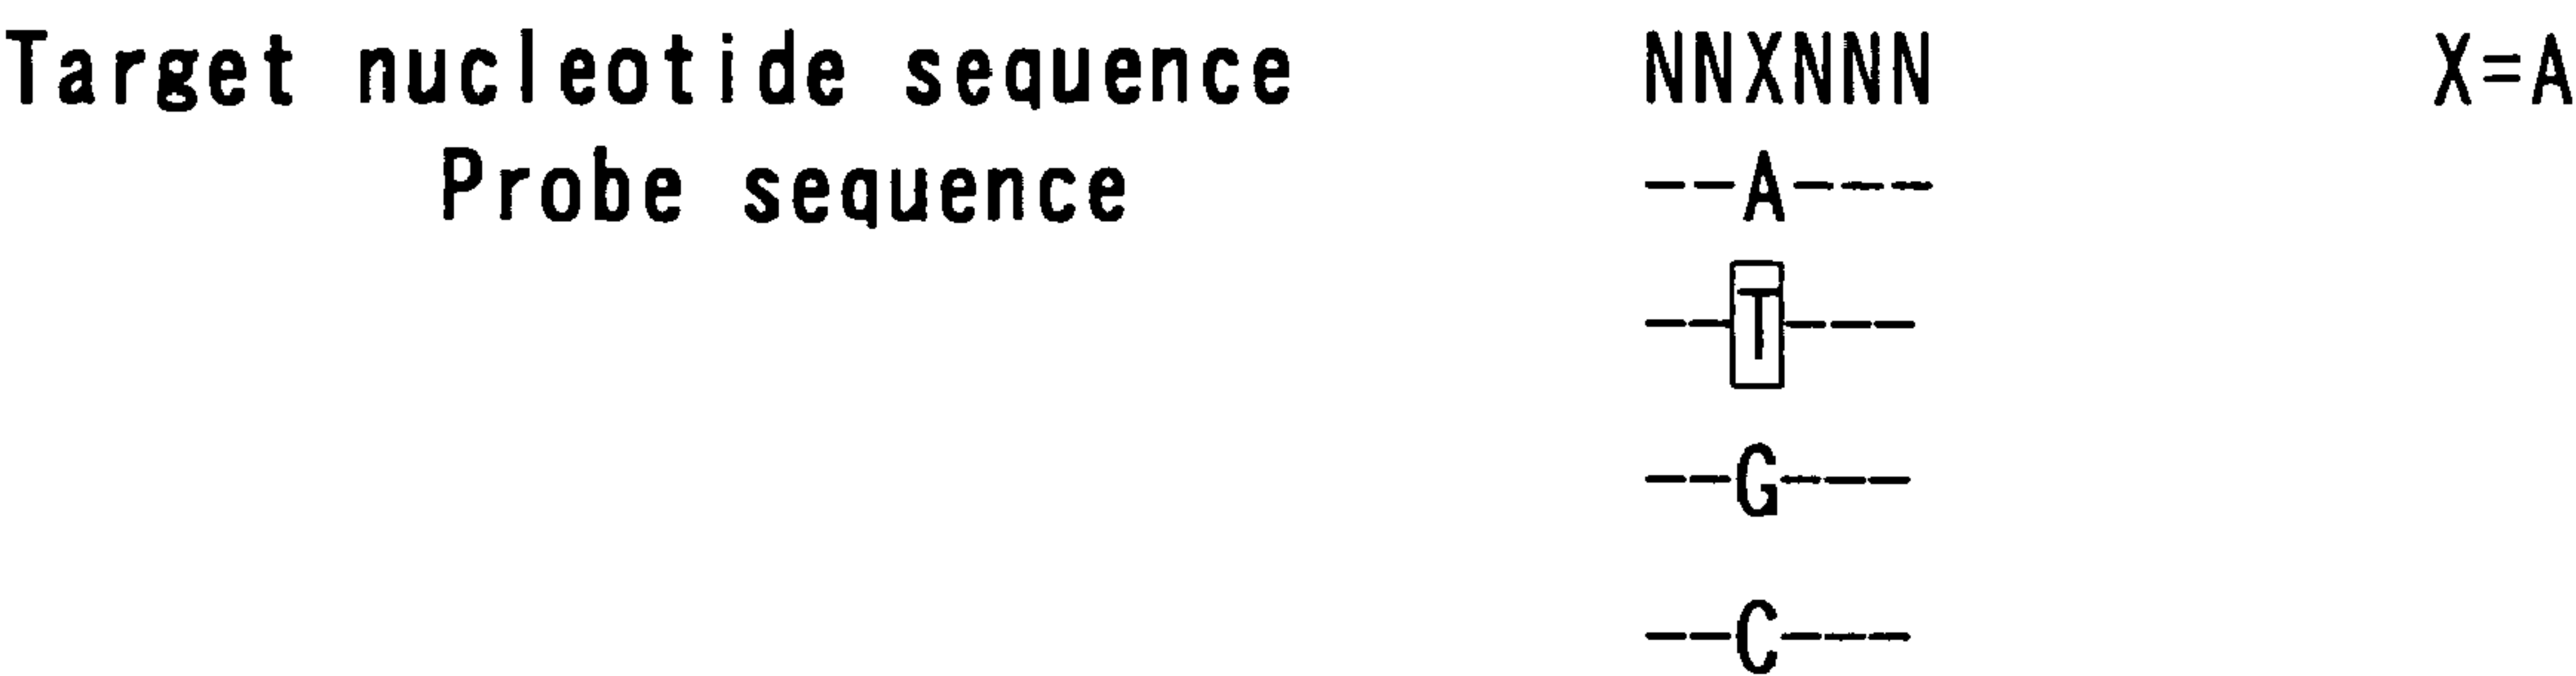 Target nucleotide sequence NNXNNN X=A
Probe sequence --A---
--T---
--G---
--C---